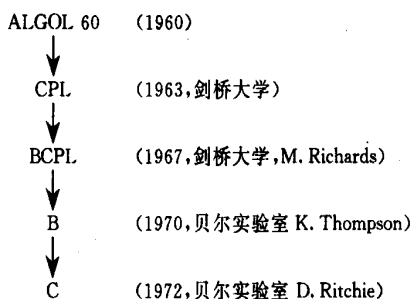 ALGOL 60 (1960)
CPL (1963,剑桥大学)
BCPL (1967,剑桥大学,M. Richards)
B (1970,贝尔实验室 K. Thompson)
C (1972,贝尔实验室 D. Ritchie)